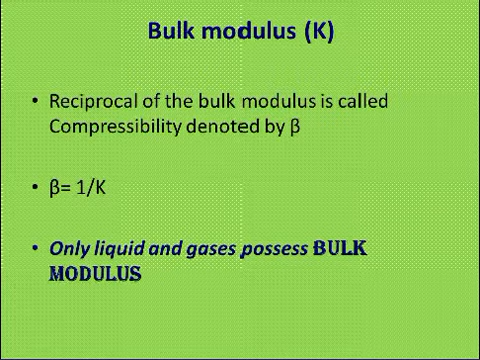 Bulk modulus (K)
• Reciprocal of the bulk modulus is called
Compressibility denoted by β
• β= 1/K
• Only liquid and gases possess BULK
MODULUS